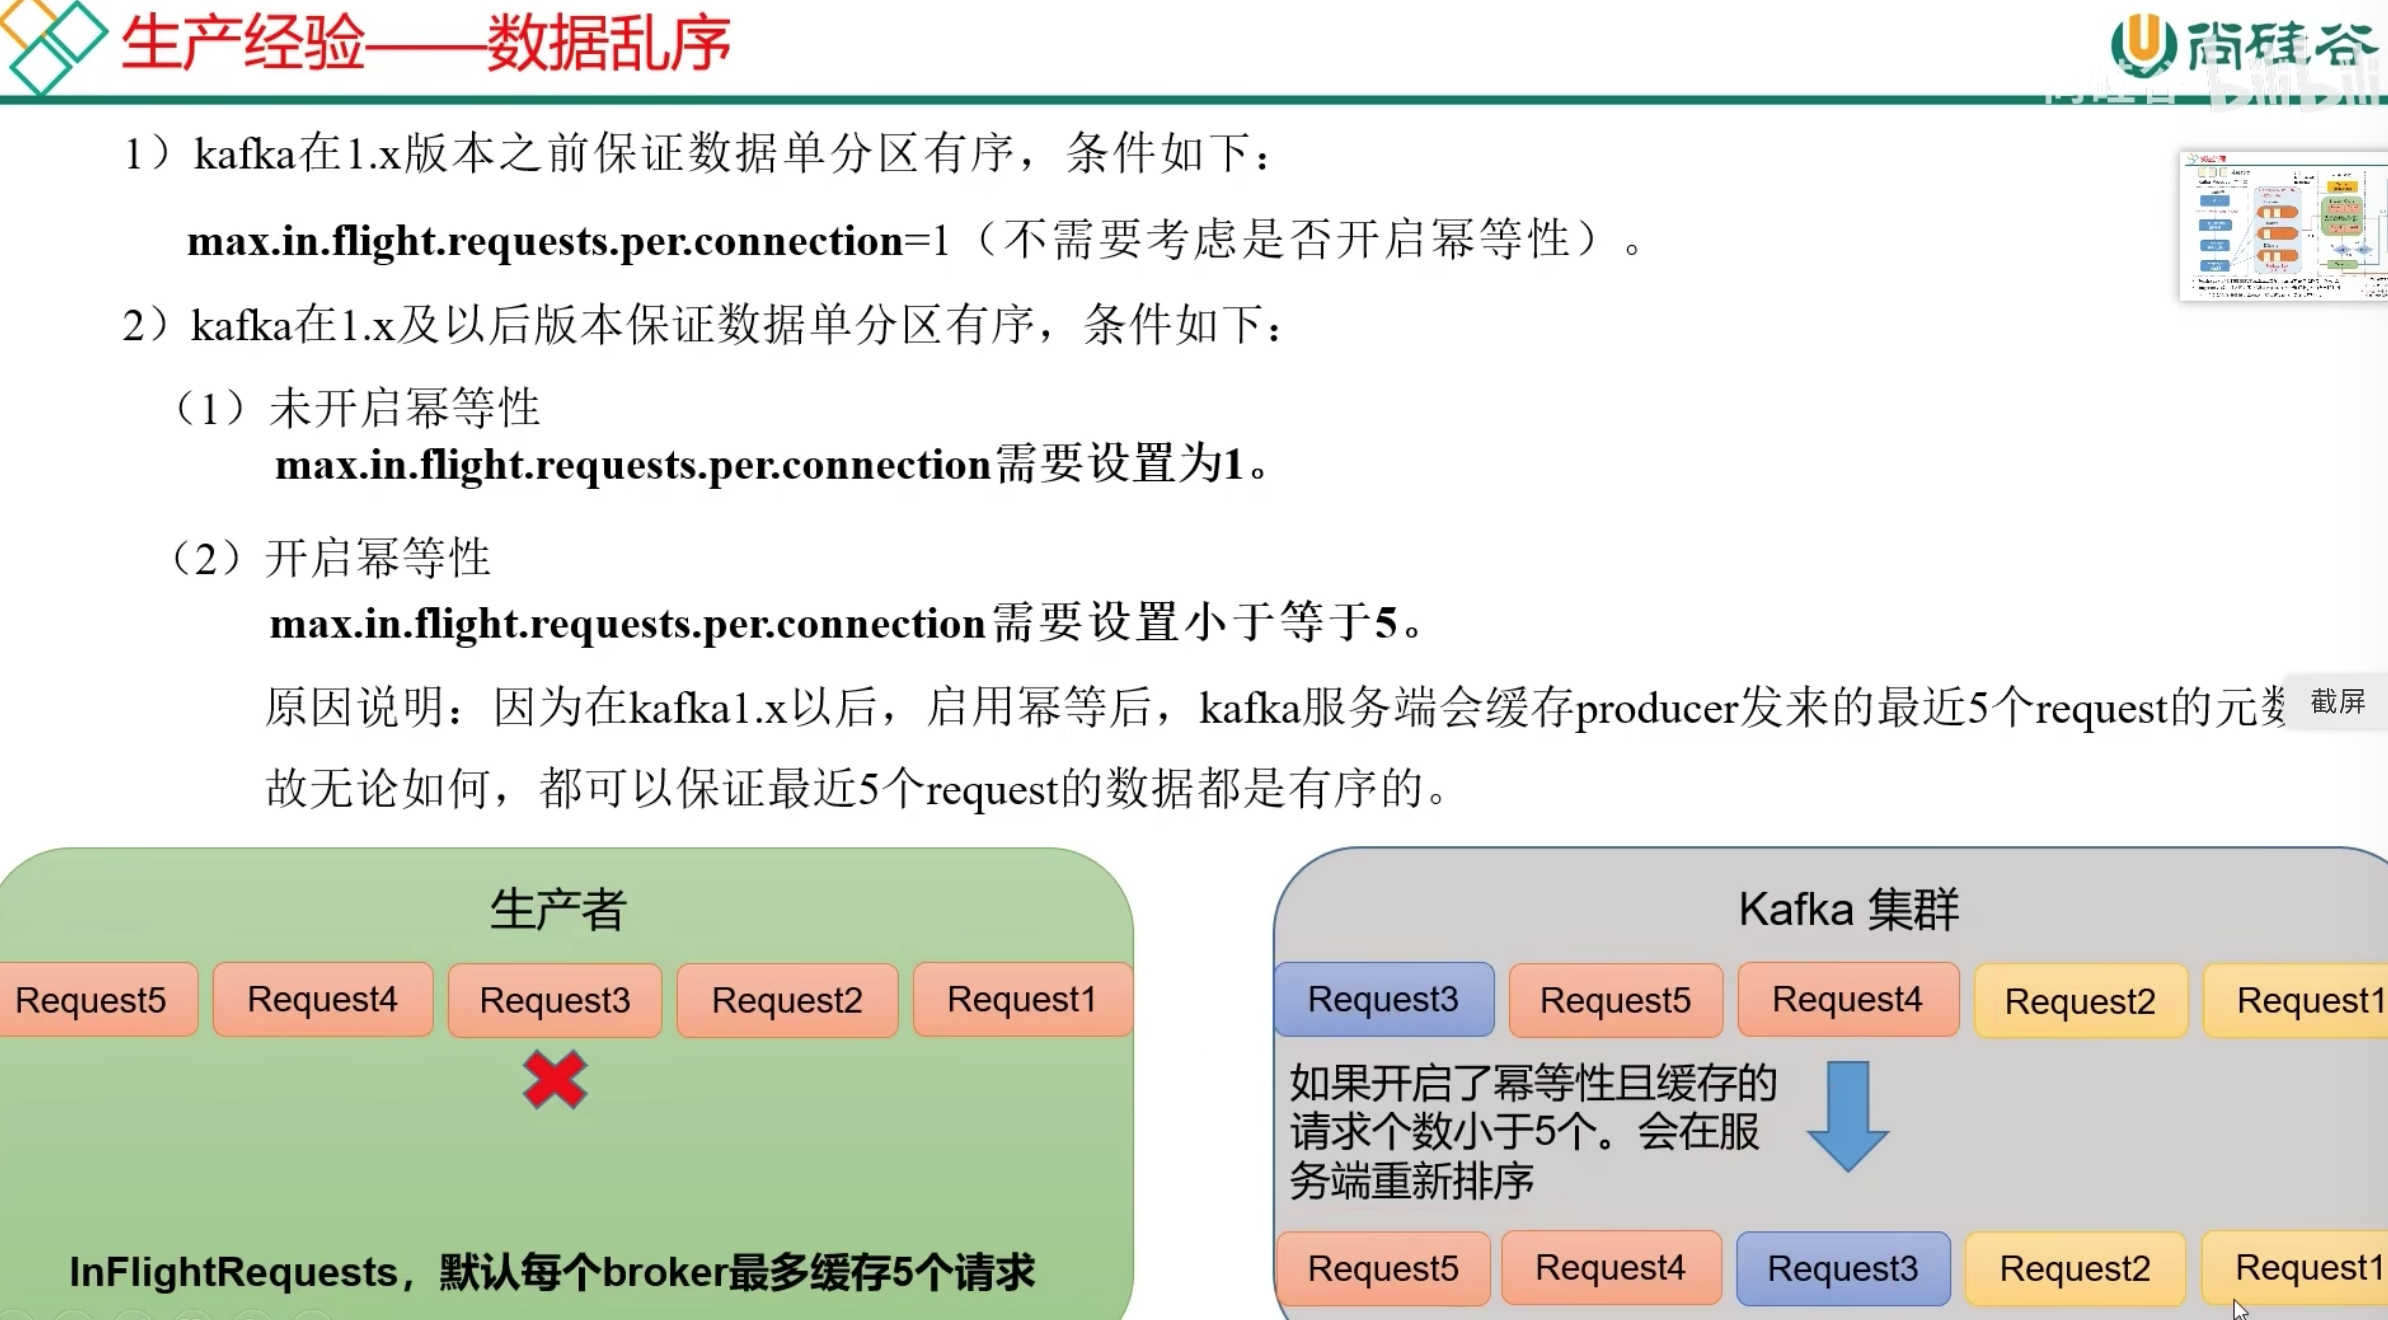 生产经验——数据乱序
尚硅谷
bilibili
1）kafka在1.x版本之前保证数据单分区有序，条件如下：
max.in.flight.requests.per.connection=1（不需要考虑是否开启幂等性）。
2）kafka在1.x及以后版本保证数据单分区有序，条件如下：
（1）未开启幂等性
max.in.flight.requests.per.connection需要设置为1。
（2）开启幂等性
max.in.flight.requests.per.connection需要设置小于等于5。
原因说明：因为在kafka1.x以后，启用幂等后，kafka服务端会缓存producer发来的最近5个request的元数
截屏
故无论如何，都可以保证最近5个request的数据都是有序的。
生产者
Request5 Request4 Request3 Request2 Request1
InFlightRequests，默认每个broker最多缓存5个请求
Kafka 集群
Request3 Request5 Request4 Request2 Request1
如果开启了幂等性且缓存的
请求个数小于5个。会在服
务端重新排序
Request5 Request4 Request3 Request2 Request1